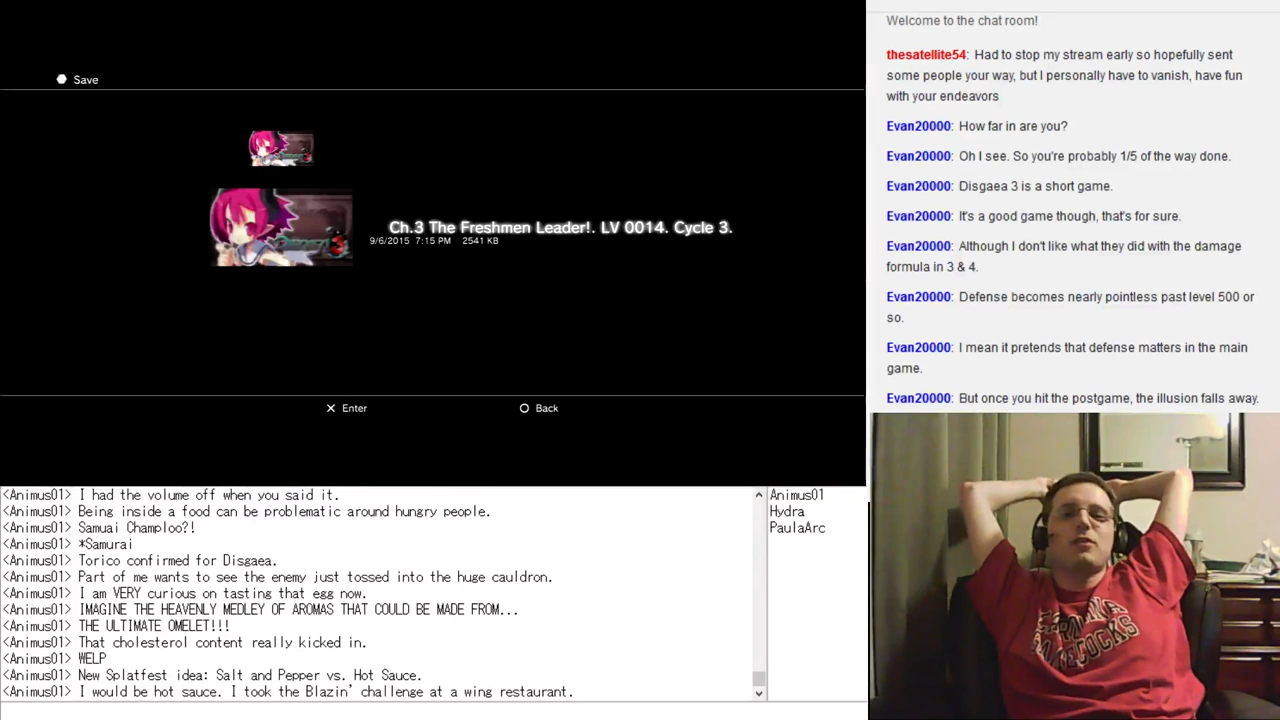 Save
Ch.3 The Freshmen Leader!. LV 0014. Cycle 3.
9/6/2015 7:15 PM 2541 KB
Enter
Back
Welcome to the chat room!
thesatellite54: Had to stop my stream early so hopefully sent
some people your way, but I personally have to vanish, have fun
with your endeavors
Evan20000: How far in are you?
Evan20000: Oh I see. So you're probably 1/5 of the way done.
Evan20000: Disgaea 3 is a short game.
Evan20000: It's a good game though, that's for sure.
Evan20000: Although I don't like what they did with the damage
formula in 3 & 4.
Evan20000: Defense becomes nearly pointless past level 500 or
so.
Evan20000: I mean it pretends that defense matters in the main
game.
Evan20000: But once you hit the postgame, the illusion falls away.
<Animus01> I had the volume off when you said it.
<Animus01> Being inside a food can be problematic around hungry people.
<Animus01> Samuai Champloo?!
<Animus01> *Samurai
<Animus01> Torico confirmed for Disgaea.
<Animus01> Part of me wants to see the enemy just tossed into the huge cauldron.
<Animus01> I am VERY curious on tasting that egg now.
<Animus01> IMAGINE THE HEAVENLY MEDLEY OF AROMAS THAT COULD BE MADE FROM...
<Animus01> THE ULTIMATE OMELET!!!
<Animus01> That cholesterol content really kicked in.
<Animus01> WELP
<Animus01> New Splatfest idea: Salt and Pepper vs. Hot Sauce.
<Animus01> I would be hot sauce. I took the Blazin' challenge at a wing restaurant.
Animus01
Hydra
PaulaArc